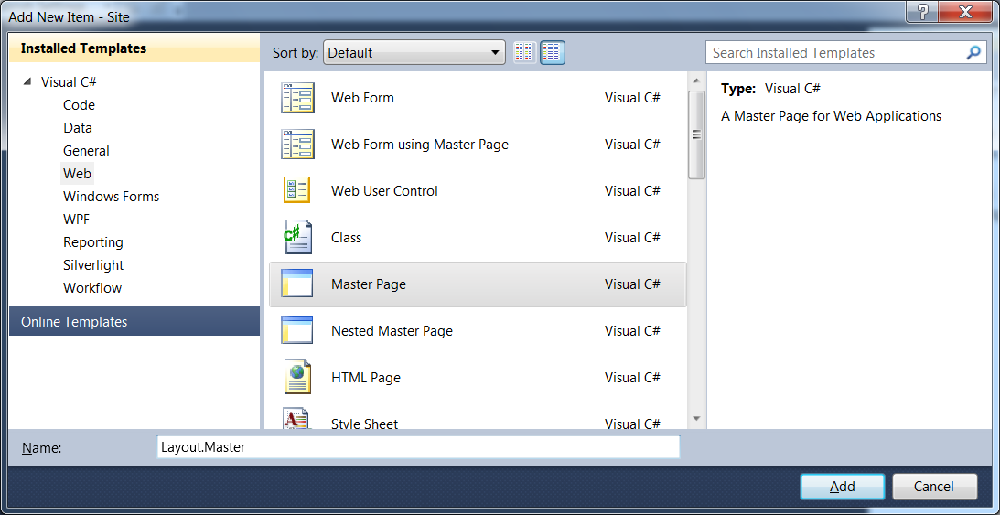 Add New Item - Site
Installed Templates
Visual C#
Code
Data
General
Web
Windows Forms
WPF
Reporting
Silverlight
Workflow
Online Templates
Sort by: Default
Web Form Visual C#
Web Form using Master Page Visual C#
Web User Control Visual C#
Class Visual C#
Master Page Visual C#
Nested Master Page Visual C#
HTML Page Visual C#
Style Sheet Visual C#
Search Installed Templates
Type: Visual C#
A Master Page for Web Applications
Name: Layout.Master
Add Cancel